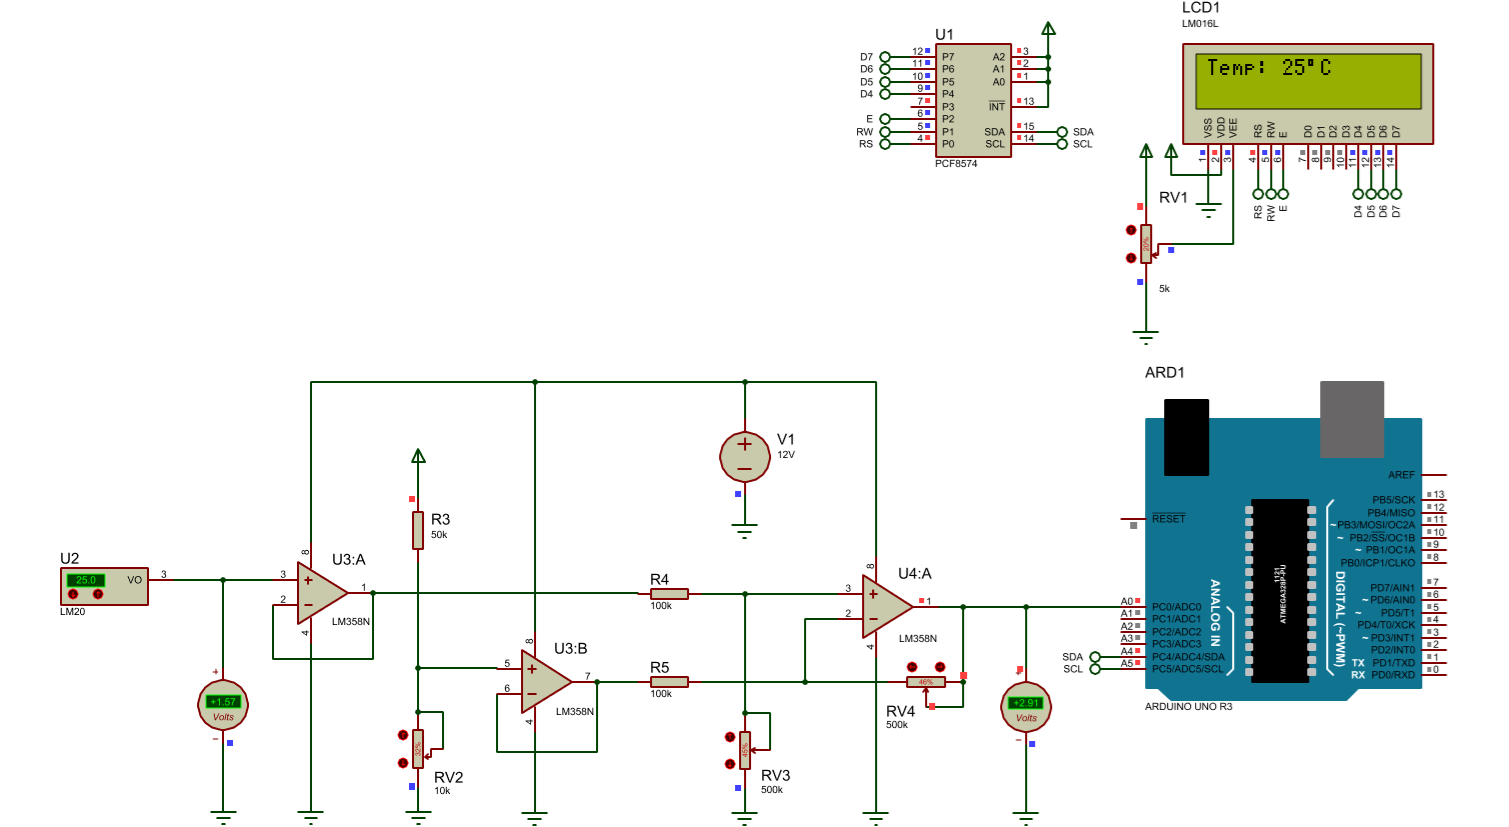 LCD1
LM016L
Temp: 25°C
VSS
VDD
VEE
RS
RW
E
D0
D1
D2
D3
D4
D5
D6
D7
1
2
3
4
5
6
7
8
9
10
11
12
13
14
RS
RW
E
D4
D5
D6
D7
U1
D7 12 P7 A2 3
D6 11 P6 A1 2
D5 10 P5 A0 1
D4 9 P4
7 P3 INT 13
E 6 P2
RW 5 P1 SDA 15 SDA
RS 4 P0 SCL 14 SCL
PCF8574
RV1
20%
5k
ARD1
V1
12V
R3
50k
U2
25.0 VO 3
LM20
U3:A
8
3
2
1
4
LM358N
R4
100k
U4:A
8
3
2
1
4
LM358N
U3:B
8
5
6
7
4
LM358N
R5
100k
+1.57
Volts
RV2
10k
RV3
46%
500k
46%
RV4
500k
+2.91
Volts
AREF
RESET
PB5/SCK 13
PB4/MISO 12
~PB3/MOSI/OC2A 11
~ PB2/SS/OC1B 10
~ PB1/OC1A 9
PB0/ICP1/CLKO 8
PD7/AIN1 7
~ PD6/AIN0 6
~ PD5/T1 5
PD4/T0/XCK 4
~ PD3/INT1 3
PD2/INT0 2
TX PD1/TXD 1
RX PD0/RXD 0
DIGITAL (~PWM)
ANALOG IN
1121
ATMEGA328P-PU
A0 PC0/ADC0
A1 PC1/ADC1
A2 PC2/ADC2
A3 PC3/ADC3
SDA A4 PC4/ADC4/SDA
SCL A5 PC5/ADC5/SCL
ARDUINO UNO R3